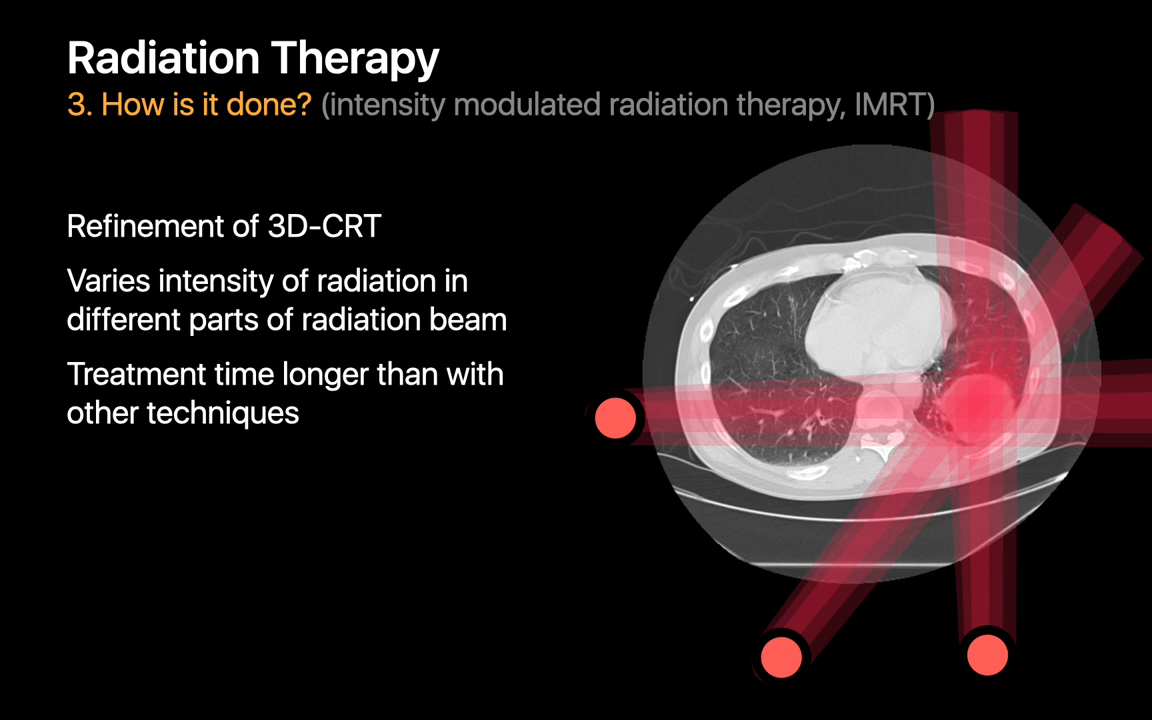 Radiation Therapy
3. How is it done? (intensity modulated radiation therapy, IMRT)
Refinement of 3D-CRT
Varies intensity of radiation in
different parts of radiation beam
Treatment time longer than with
other techniques